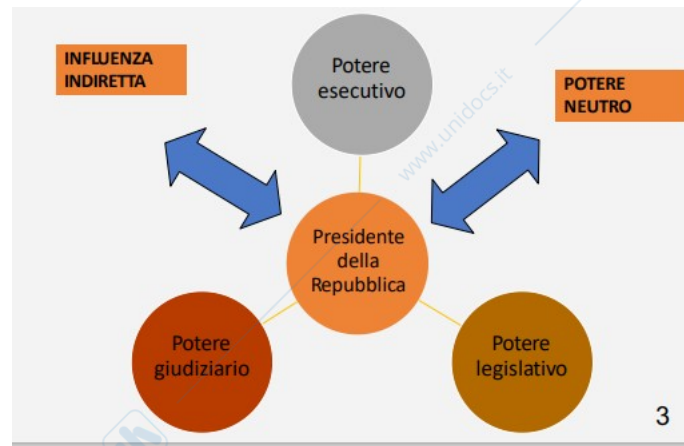 INFLUENZA
INDIRETTA
Potere
esecutivo
POTERE
NEUTRO
www.unidocs.it
Presidente
della
Repubblica
Potere
giudiziario
Potere
legislativo
3